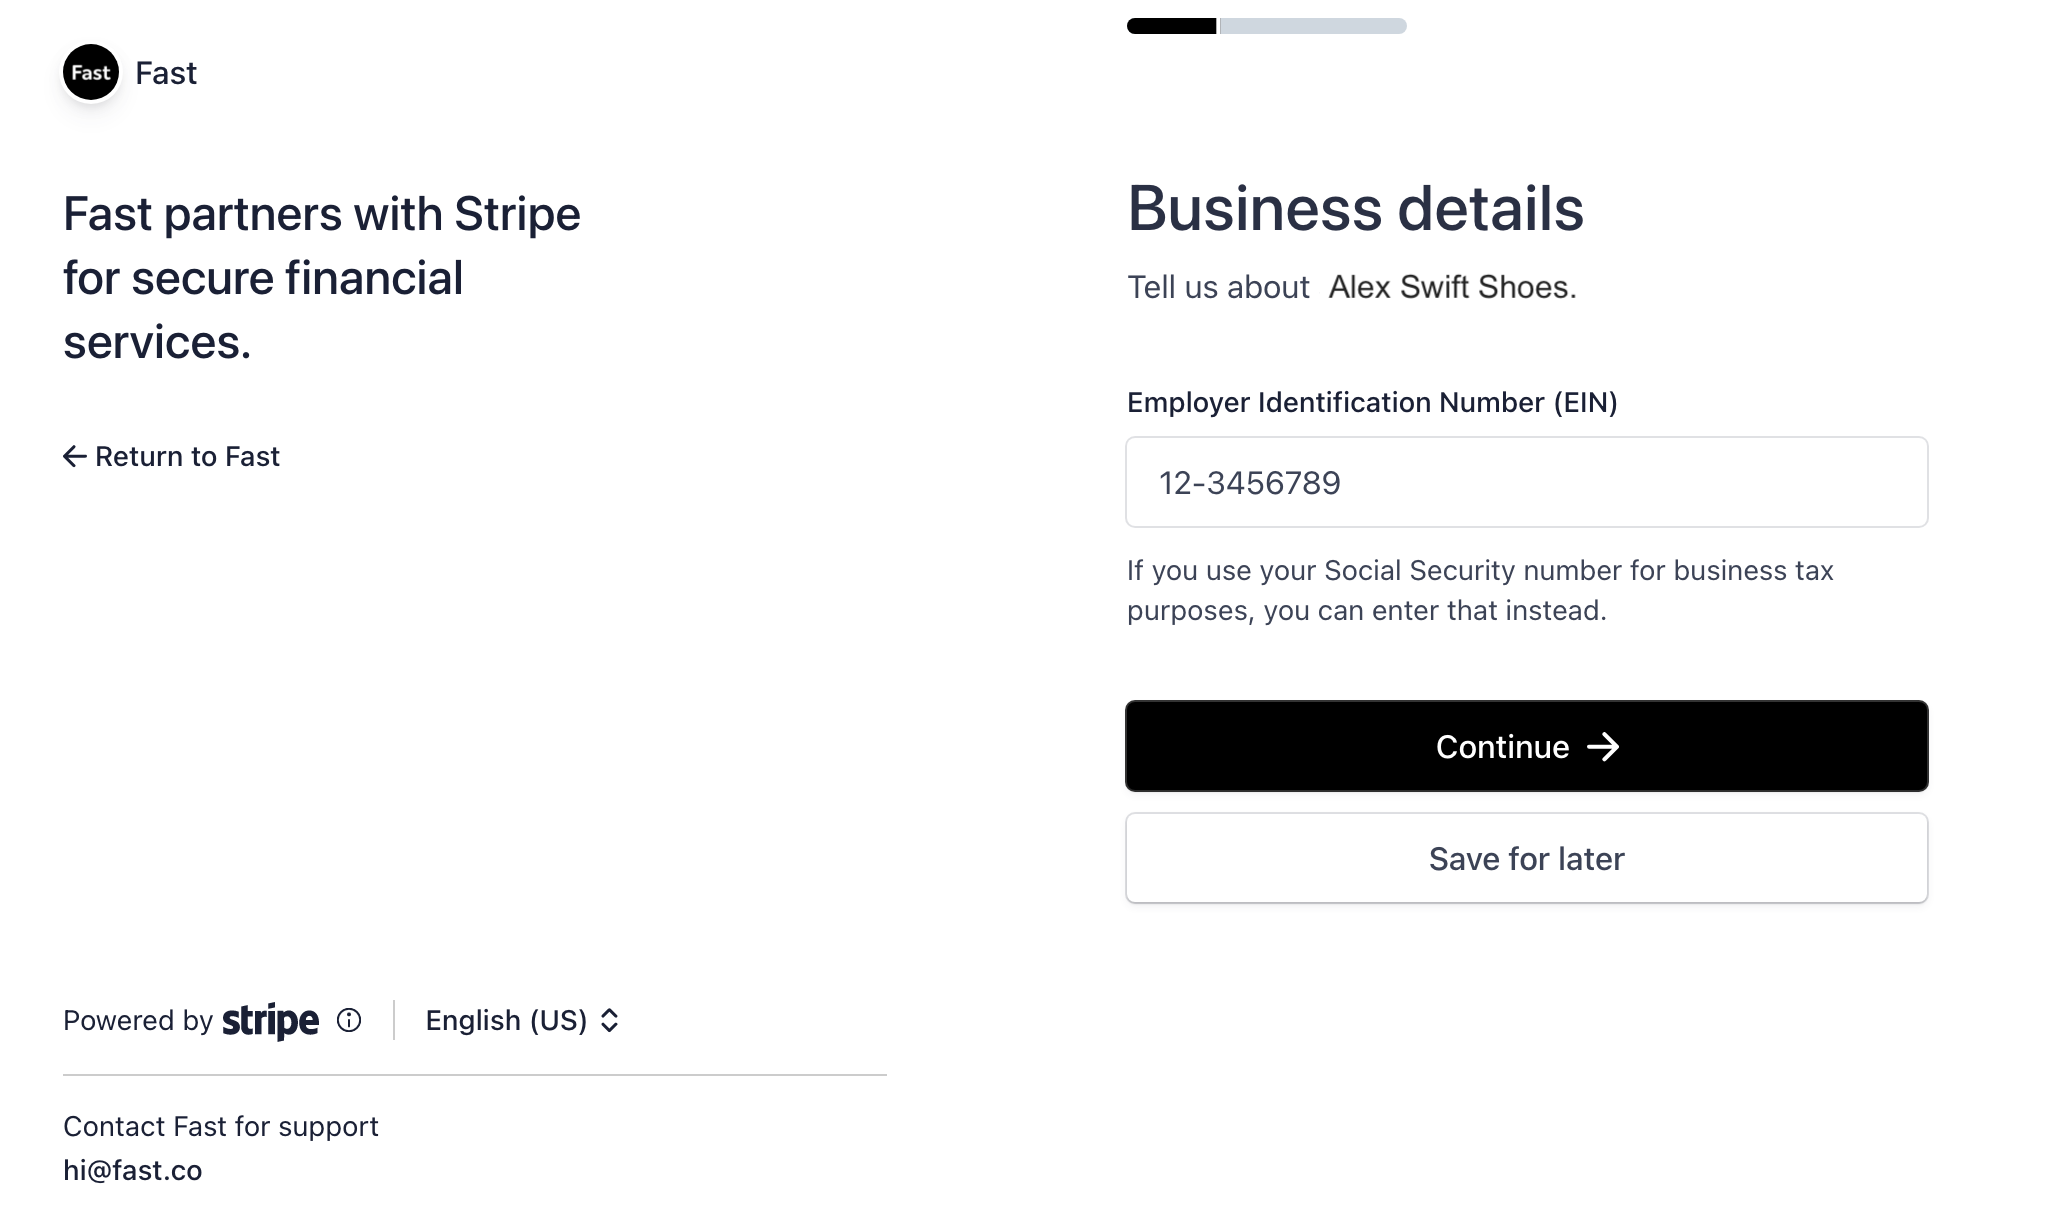 Fast Fast
Fast partners with Stripe
for secure financial
services.
Return to Fast
Powered by stripe English (US)
Contact Fast for support
hi@fast.co
Business details
Tell us about Alex Swift Shoes.
Employer Identification Number (EIN)
12-3456789
If you use your Social Security number for business tax
purposes, you can enter that instead.
Continue
Save for later